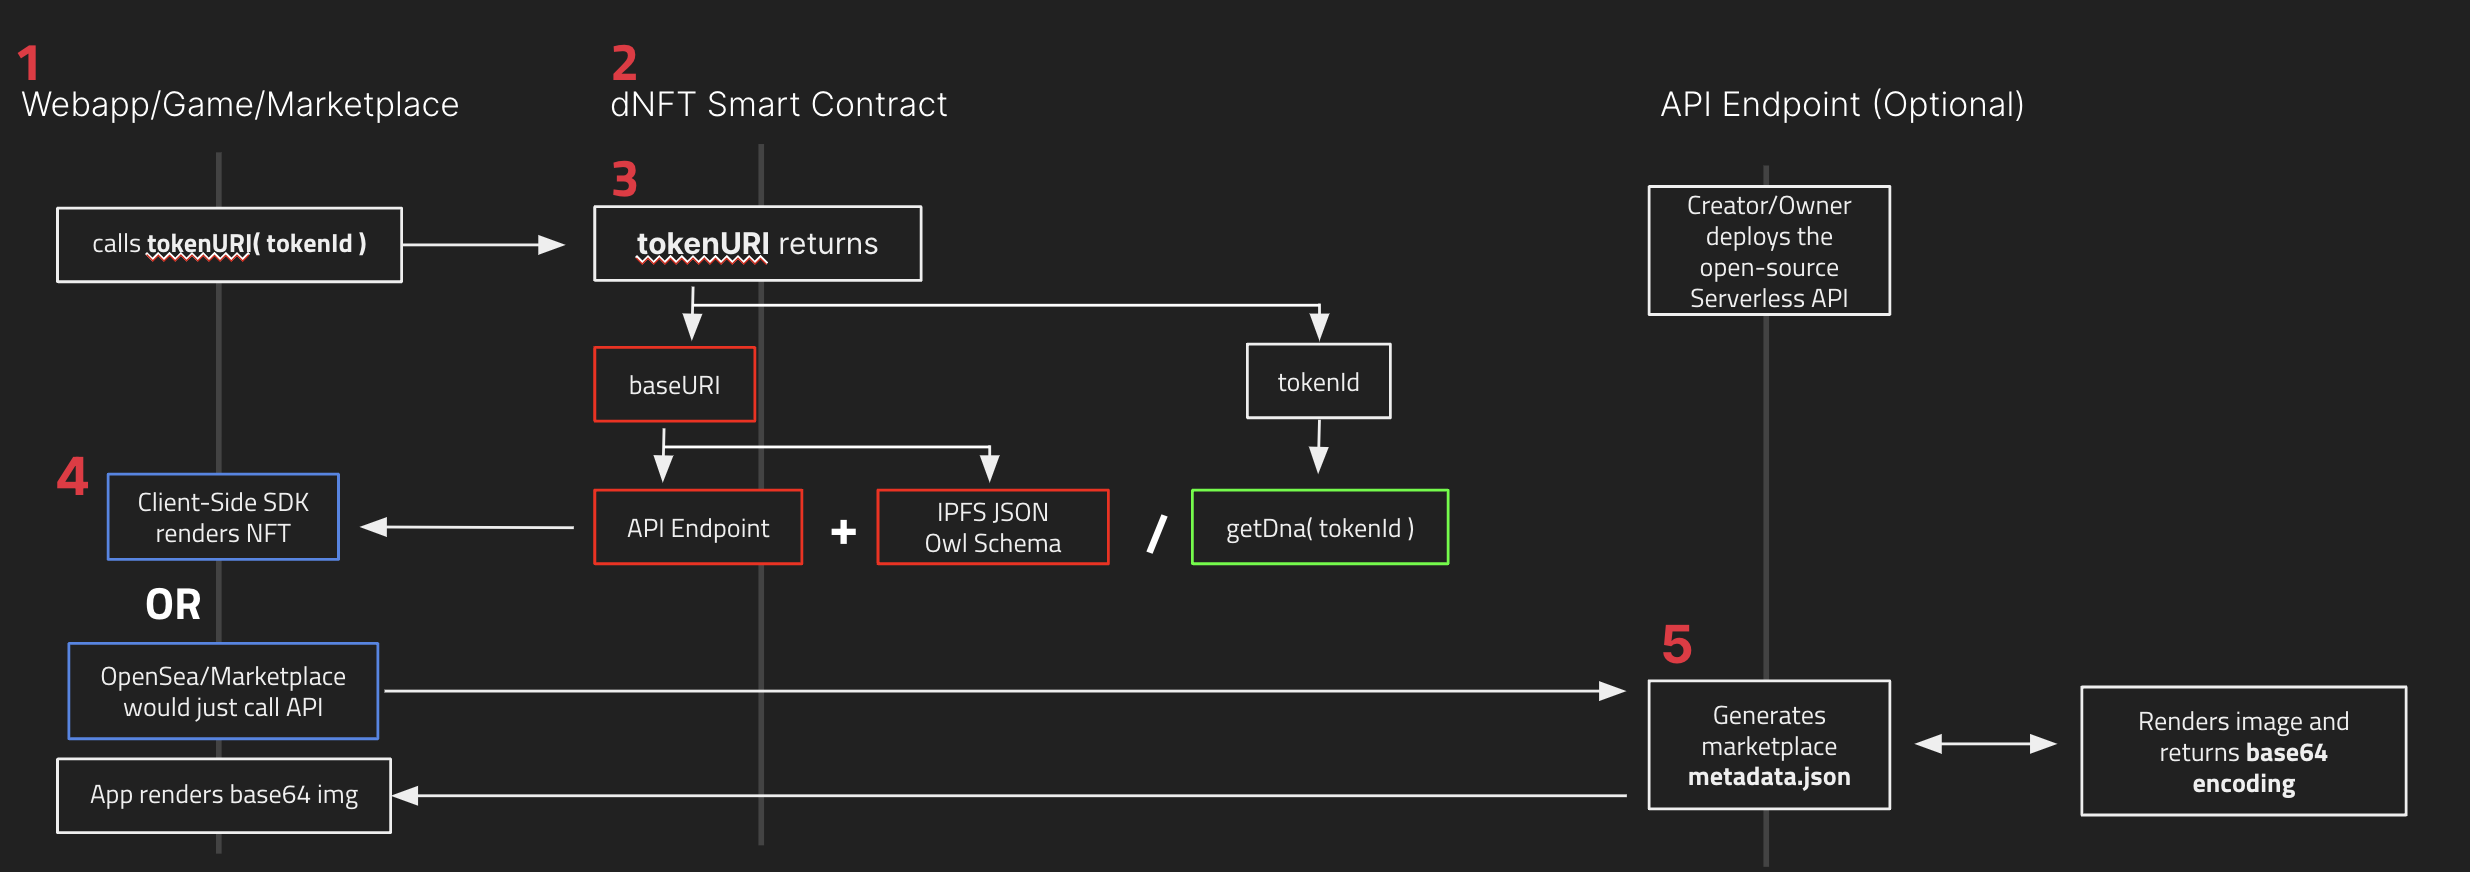 1
Webapp/Game/Marketplace
2
dNFT Smart Contract
API Endpoint (Optional)
calls tokenURI( tokenId )
3
tokenURI returns
Creator/Owner
deploys the
open-source
Serverless API
baseURI
tokenId
4
Client-Side SDK
renders NFT
API Endpoint
+
IPFS JSON
Owl Schema
/
getDna( tokenId )
OR
OpenSea/Marketplace
would just call API
5
Generates
marketplace
metadata.json
Renders image and
returns base64
encoding
App renders base64 img